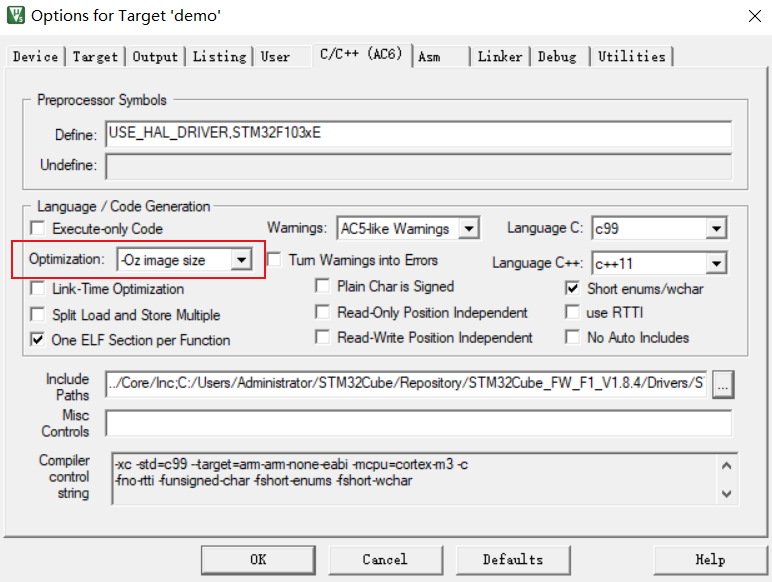 Options for Target 'demo'
Device Target Output Listing User C/C++ (AC6) Asm Linker Debug Utilities
Preprocessor Symbols
Define: USE_HAL_DRIVER,STM32F103xE
Undefine:
Language / Code Generation
Execute-only Code Warnings: AC5-like Warnings Language C: c99
Optimization: -Oz image size Turn Warnings into Errors Language C++: c++11
Link-Time Optimization Plain Char is Signed Short enums/wchar
Split Load and Store Multiple Read-Only Position Independent use RTTI
One ELF Section per Function Read-Write Position Independent No Auto Includes
Include Paths ../Core/Inc;C:/Users/Administrator/STM32Cube/Repository/STM32Cube_FW_F1_V1.8.4/Drivers/S ...
Misc Controls
Compiler control string -xc -std=c99 --target=arm-arm-none-eabi -mcpu=cortex-m3 -c
-fno-rtti -funsigned-char -fshort-enums -fshort-wchar
OK Cancel Defaults Help